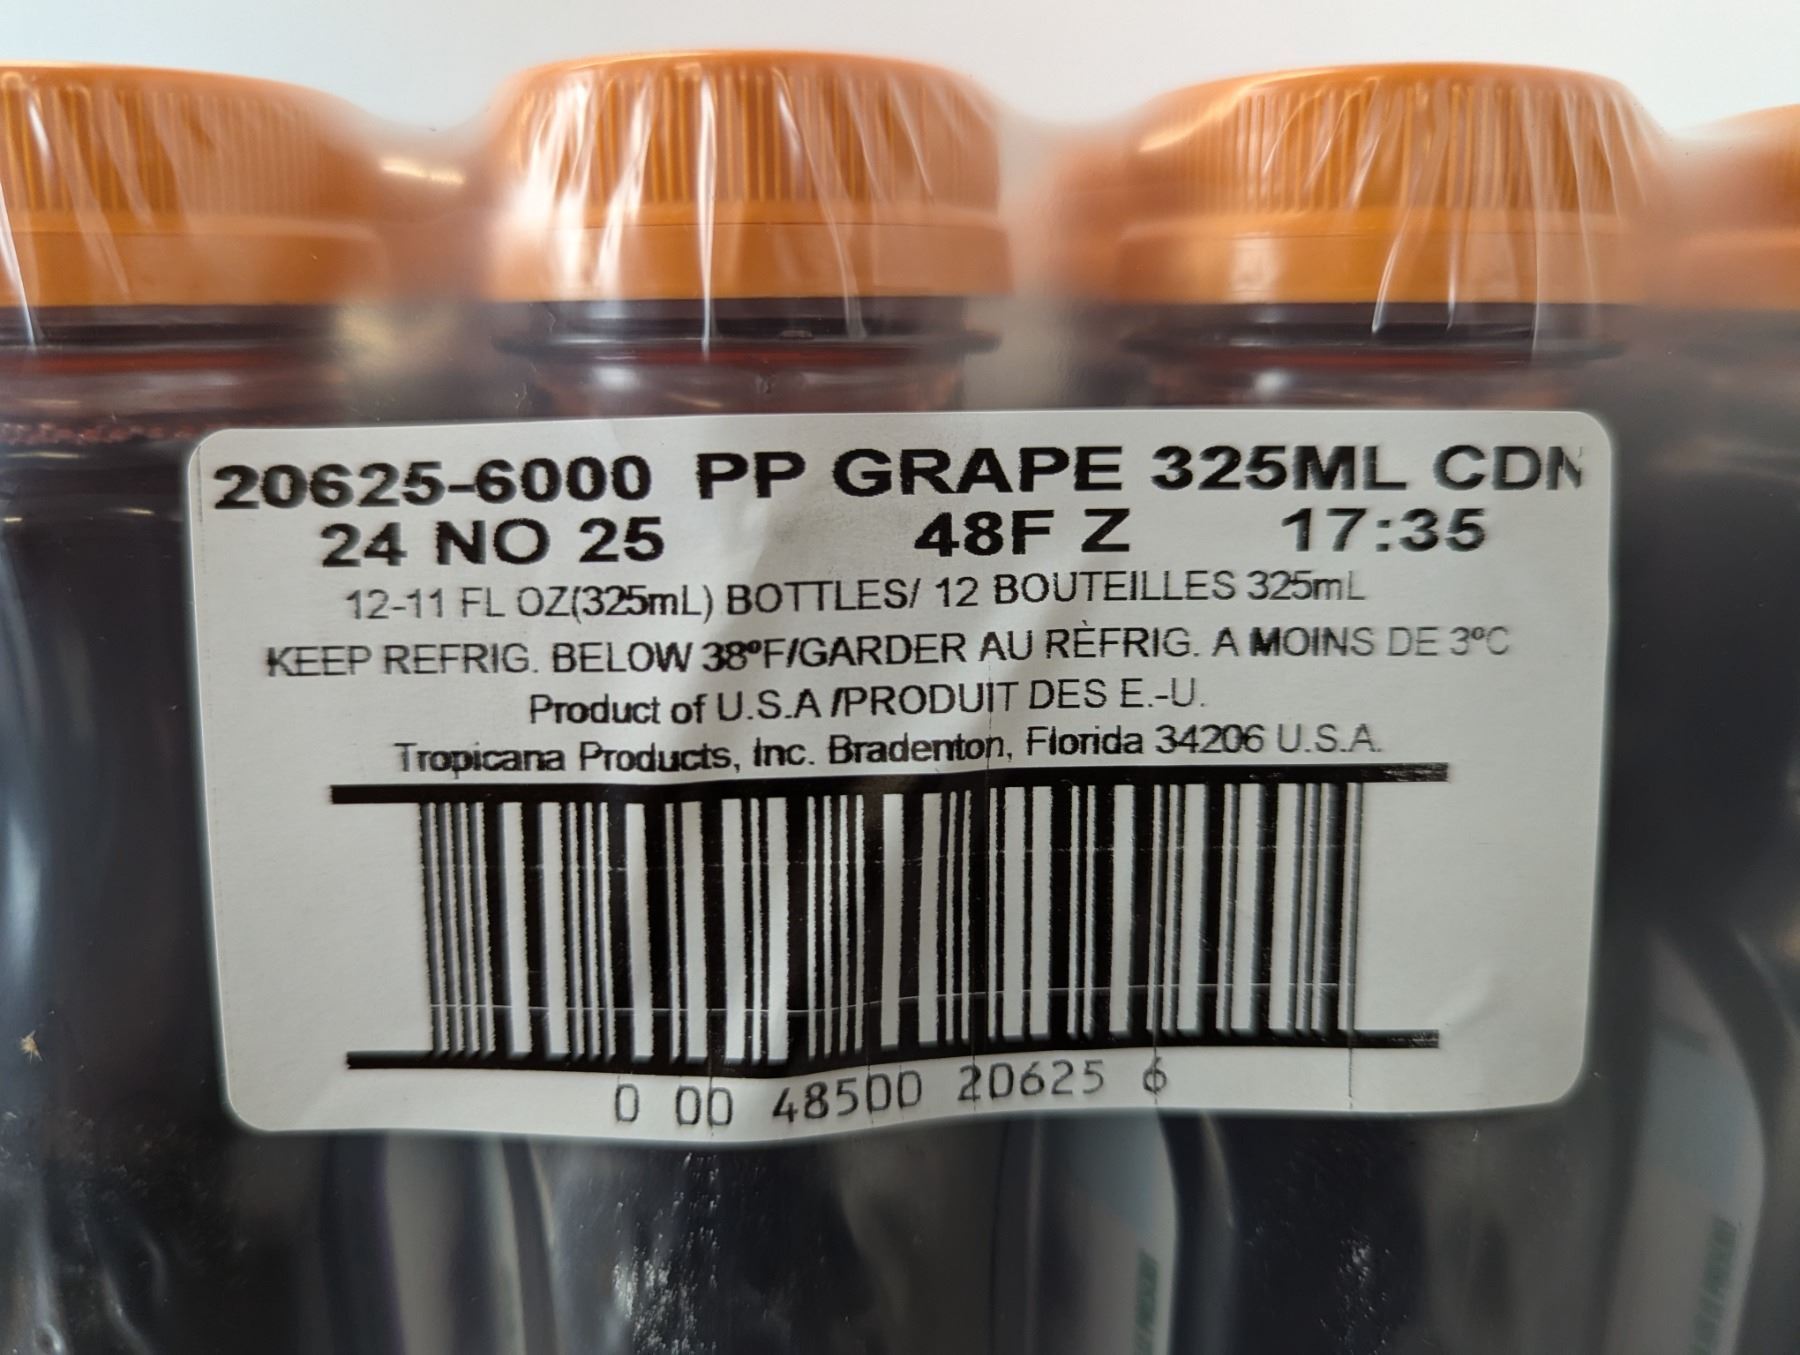 20625-6000 PP GRAPE 325ML CDN
24 NO 25 48F Z 17:35
12-11 FL OZ(325mL) BOTTLES/ 12 BOUTEILLES 325mL
KEEP REFRIG. BELOW 38ºF/GARDER AU RÈFRIG. A MOINS DE 3ºC
Product of U.S.A /PRODUIT DES E.-U.
Tropicana Products, Inc. Bradenton, Florida 34206 U.S.A.
0 00 48500 20625 6